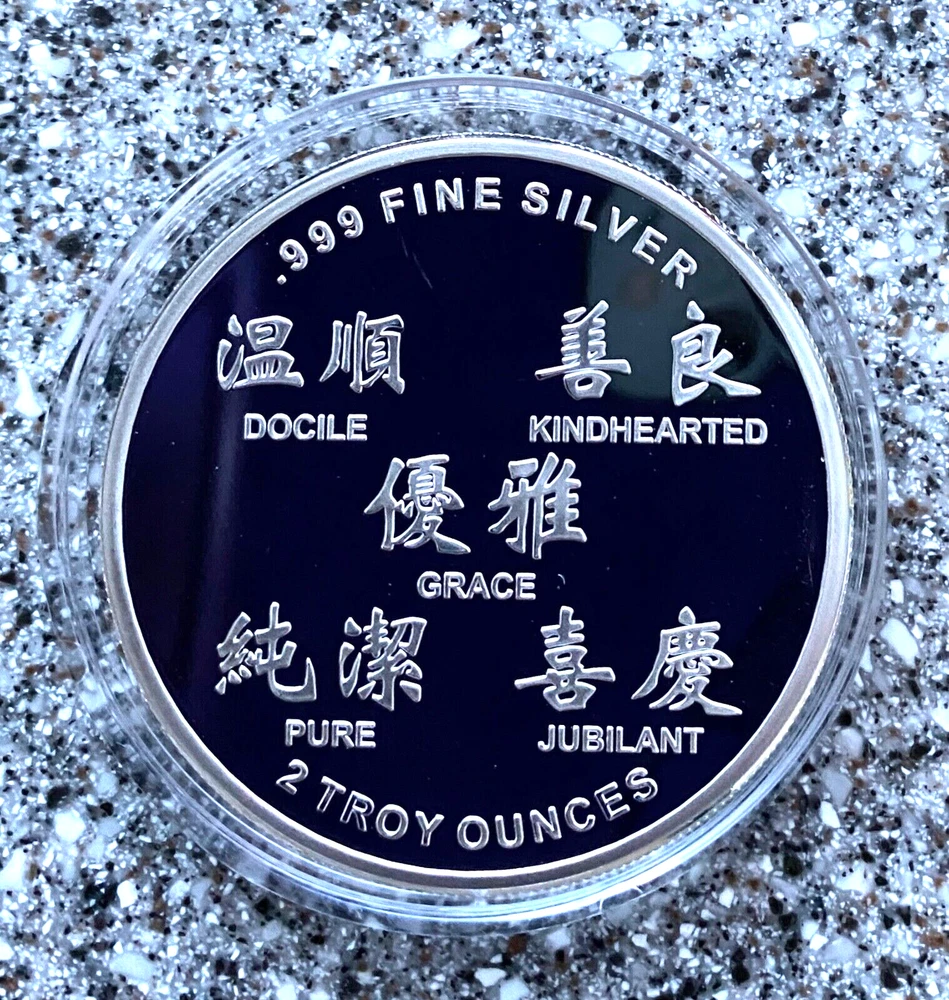 .999 FINE SILVER
温順 善良
DOCILE KINDHEARTED
優雅
GRACE
純潔 喜慶
PURE JUBILANT
2 TROY OUNCES